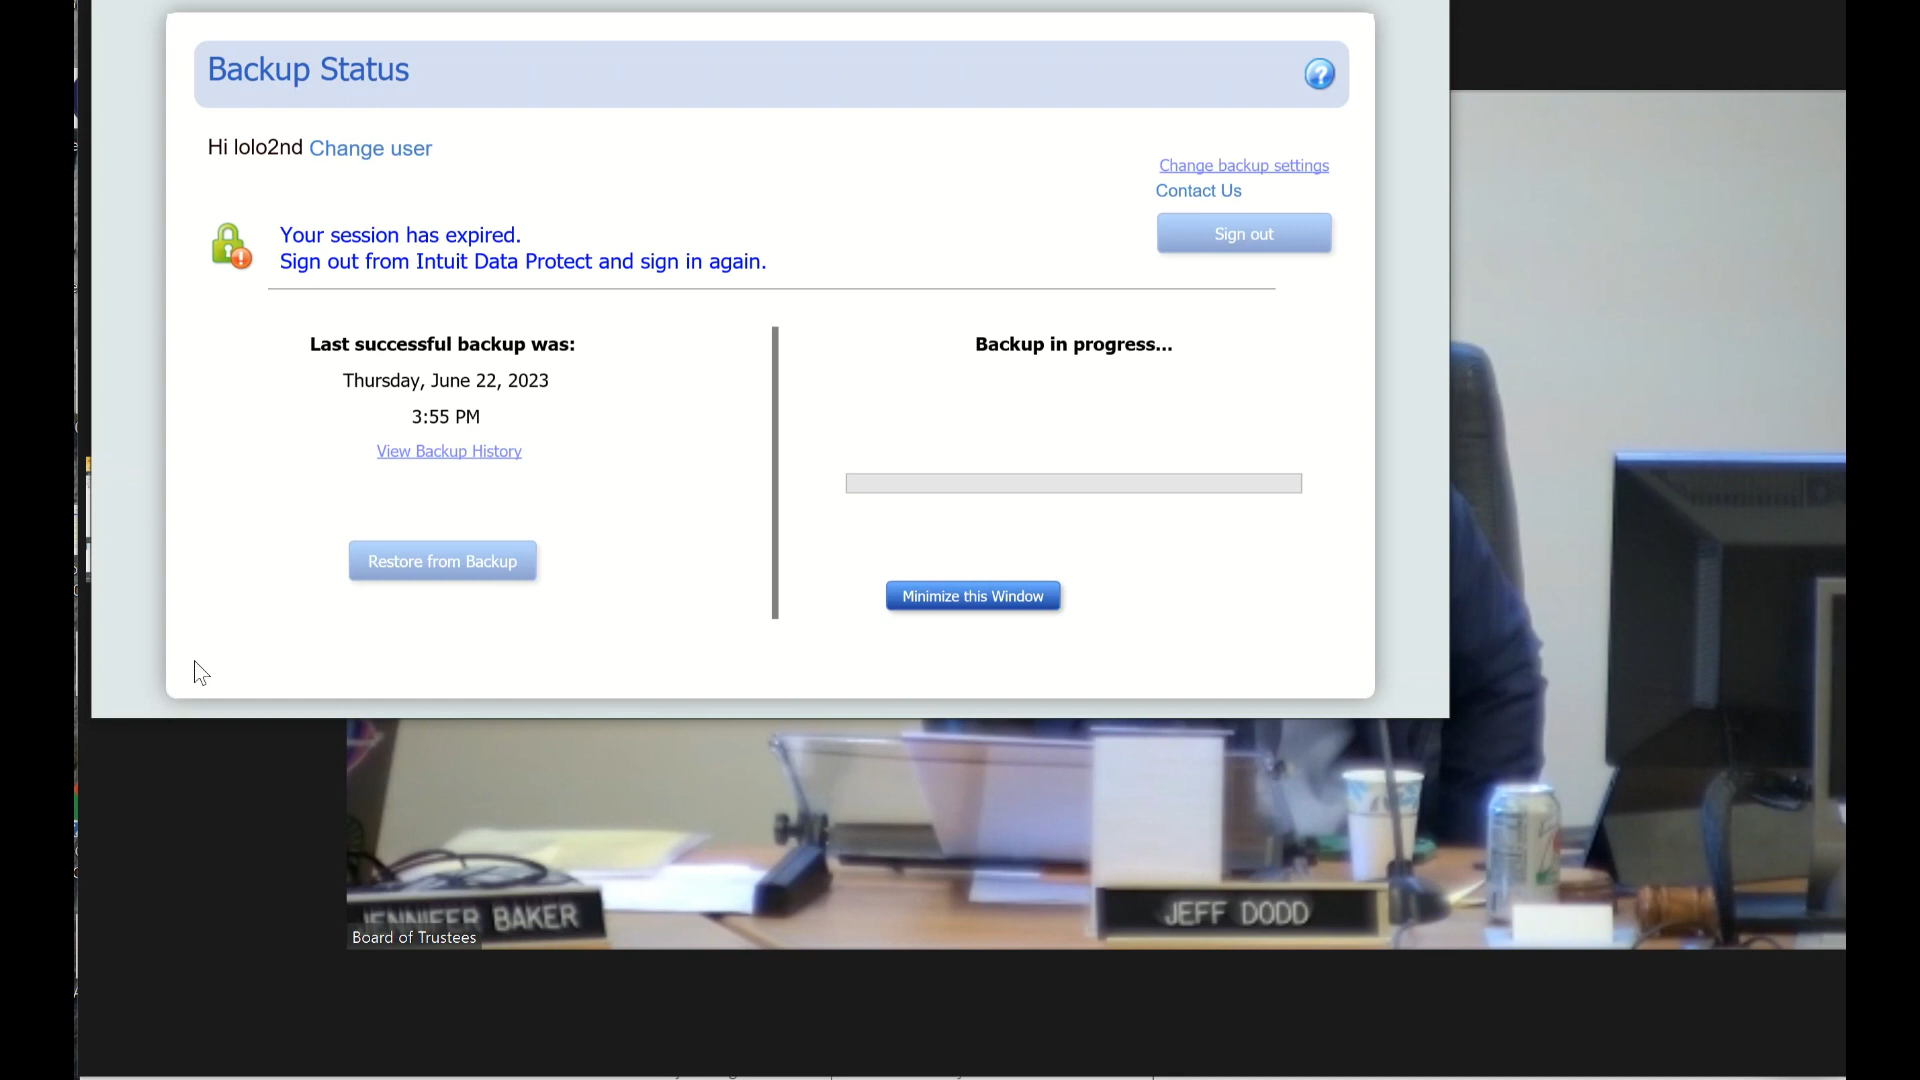 Backup Status
?
Hi lolo2nd Change user
Change backup settings
Contact Us
Sign out
Your session has expired.
Sign out from Intuit Data Protect and sign in again.
Last successful backup was:
Thursday, June 22, 2023
3:55 PM
View Backup History
Restore from Backup
Backup in progress...
Minimize this Window
JENNIFER BAKER
JEFF DODD
Board of Trustees